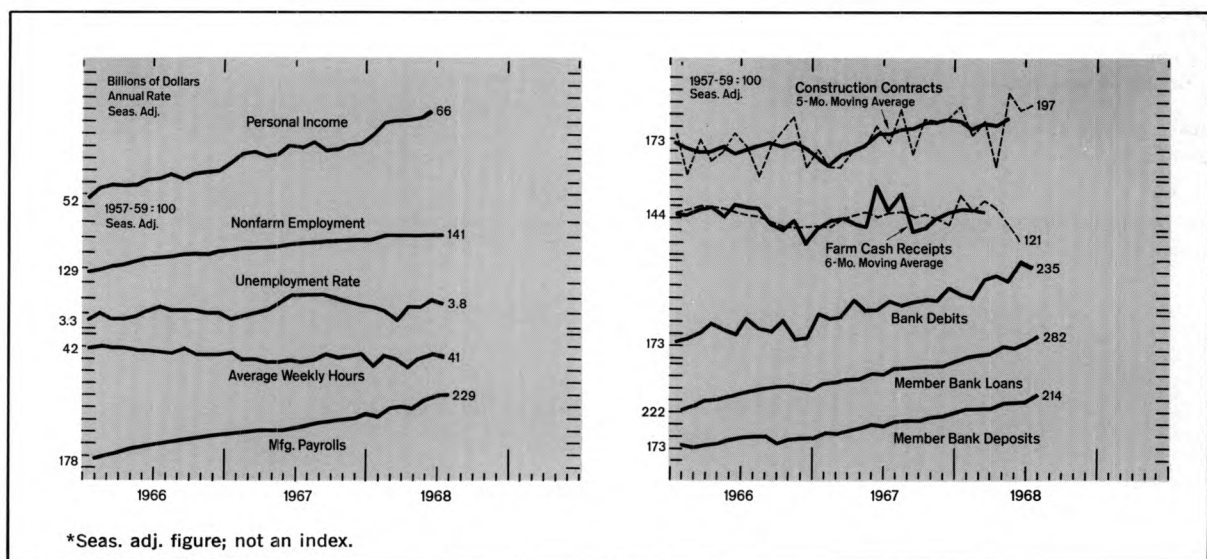 Billions of Dollars
Annual Rate
Seas. Adj.
Personal Income
66
52
1957-59 : 100
Seas. Adj.
Nonfarm Employment
141
129
Unemployment Rate
3.8
3.3
42
41
Average Weekly Hours
229
Mfg. Payrolls
178
1966 1967 1968
1957-59 : 100
Seas. Adj.
Construction Contracts
5-Mo. Moving Average
197
173
144
121
Farm Cash Receipts
6-Mo. Moving Average
235
Bank Debits
173
282
Member Bank Loans
222
214
173
Member Bank Deposits
1966 1967 1968
*Seas. adj. figure; not an index.